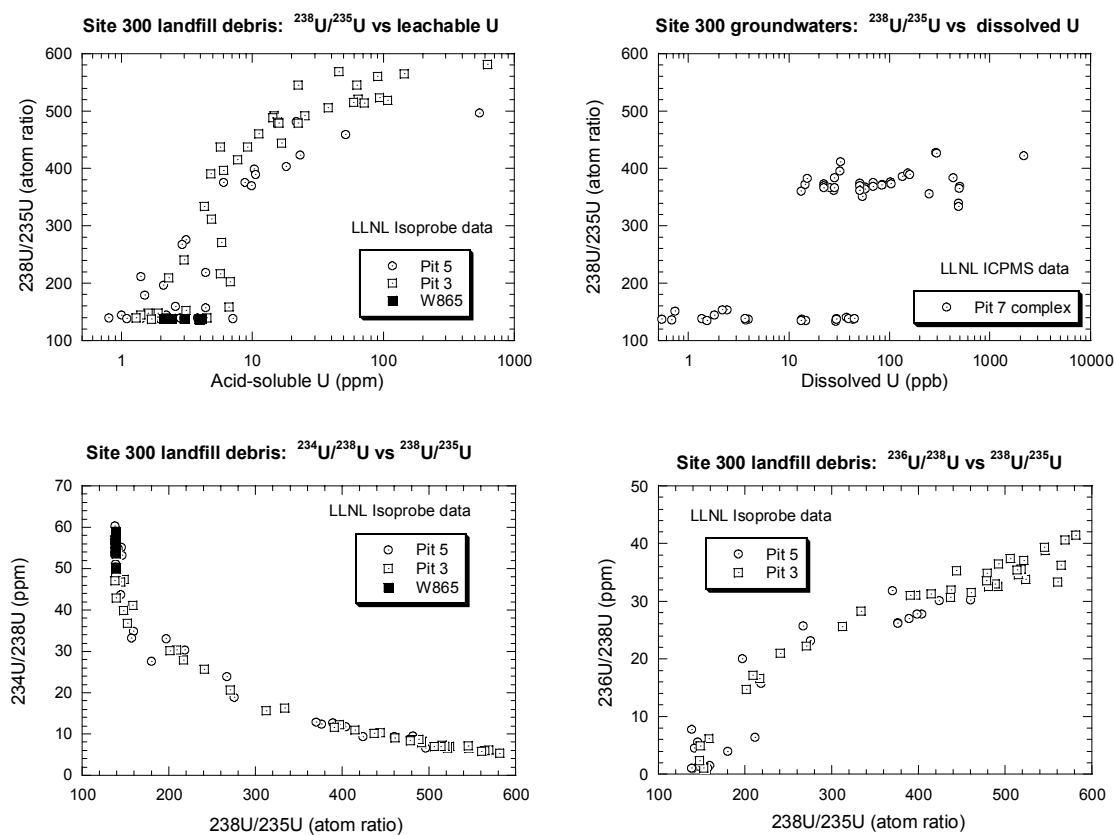 Site 300 landfill debris: ²³⁸U/²³⁵U vs leachable U
600
500
400
300
200
100
238U/235U (atom ratio)
LLNL Isoprobe data
Pit 5
Pit 3
W865
1 10 100 1000
Acid-soluble U (ppm)
Site 300 groundwaters: ²³⁸U/²³⁵U vs dissolved U
600
500
400
300
200
100
238U/235U (atom ratio)
LLNL ICPMS data
Pit 7 complex
1 10 100 1000 10000
Dissolved U (ppb)
Site 300 landfill debris: ²³⁴U/²³⁸U vs ²³⁸U/²³⁵U
70
60
50
40
30
20
10
0
234U/238U (ppm)
LLNL Isoprobe data
Pit 5
Pit 3
W865
100 200 300 400 500 600
238U/235U (atom ratio)
Site 300 landfill debris: ²³⁶U/²³⁸U vs ²³⁸U/²³⁵U
50
40
30
20
10
0
236U/238U (ppm)
LLNL Isoprobe data
Pit 5
Pit 3
100 200 300 400 500 600
238U/235U (atom ratio)